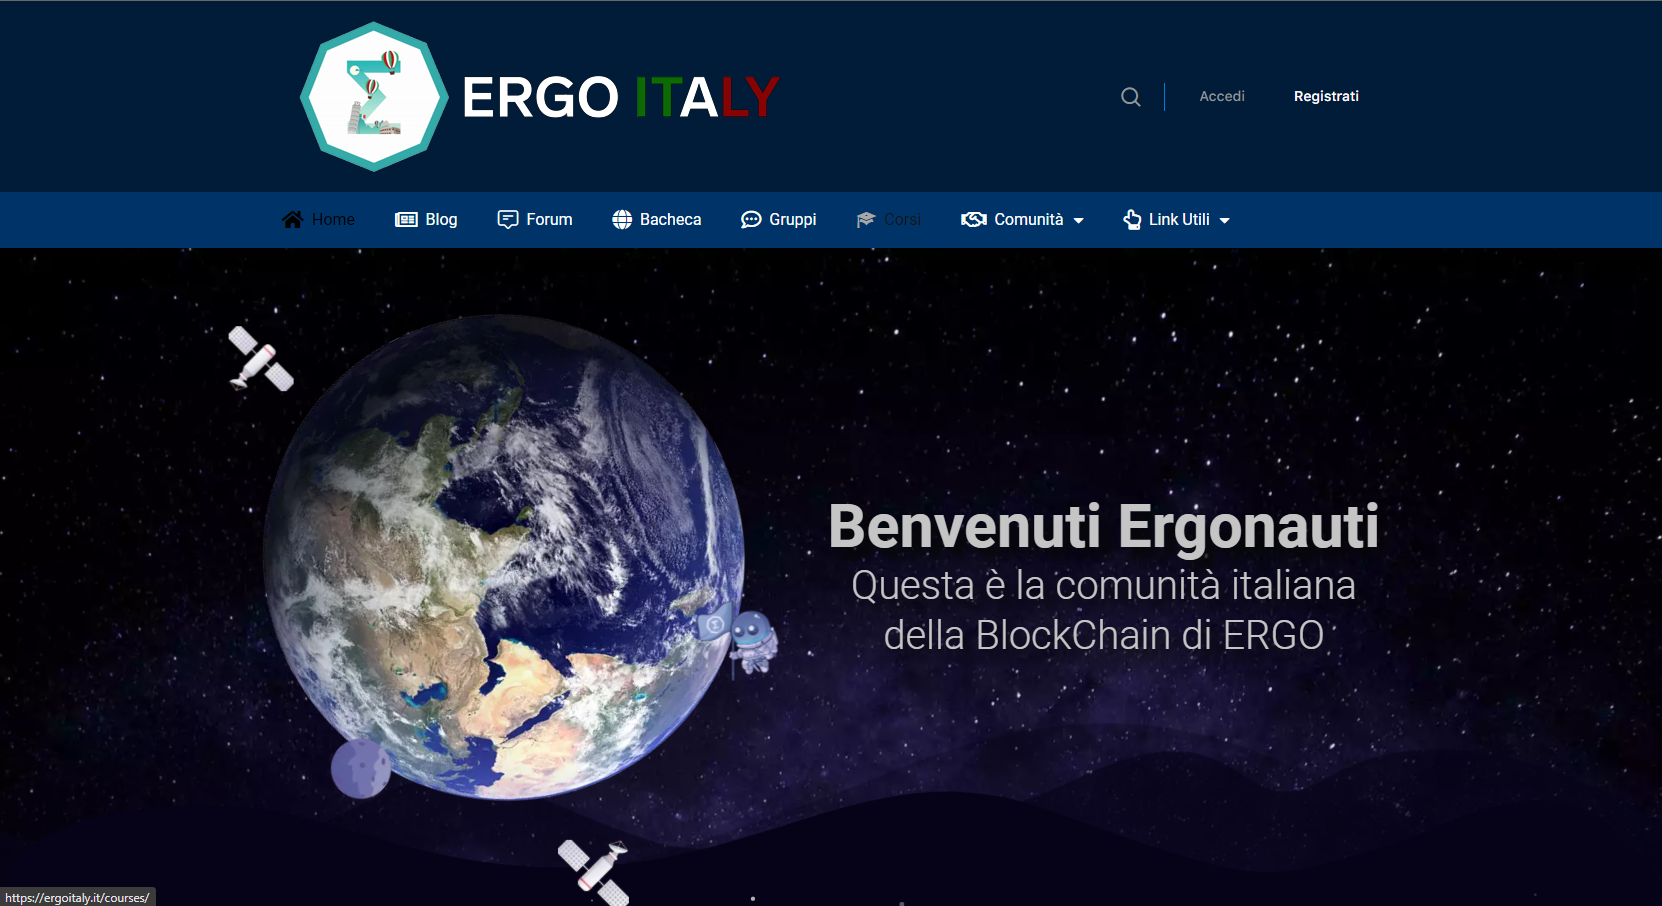 ERGO ITALY
Accedi
Registrati
Home
Blog
Forum
Bacheca
Gruppi
Corsi
Comunità
Link Utili
Benvenuti Ergonauti
Questa è la comunità italiana
della BlockChain di ERGO
https://ergoitaly.it/courses/